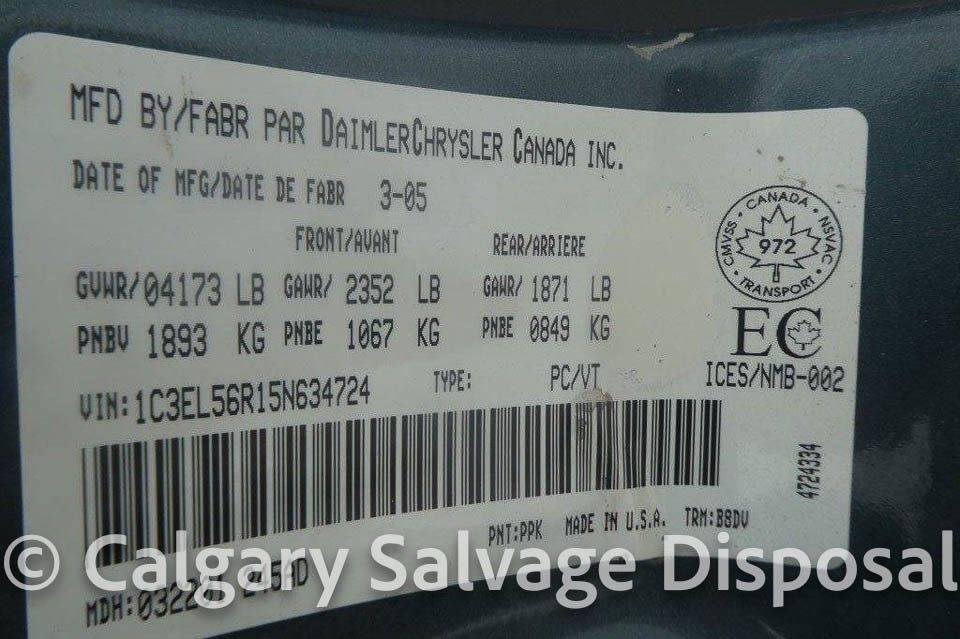 MFD BY/FABR PAR DAIMLERCHRYSLER CANADA INC.
DATE OF MFG/DATE DE FABR 3-05
FRONT/AVANT REAR/ARRIERE
GVWR/04173 LB GAWR/ 2352 LB GAWR/ 1871 LB
PNBV 1893 KG PNBE 1067 KG PNBE 0849 KG
CANADA · NSVAC · TRANSPORT · CMVSS ·
972
EC
ICES/NMB-002
VIN:1C3EL56R15N634724 TYPE: PC/VT
4724334
PNT:PPK MADE IN U.S.A. TRM:B8DV
MDH:
© Calgary Salvage Disposal